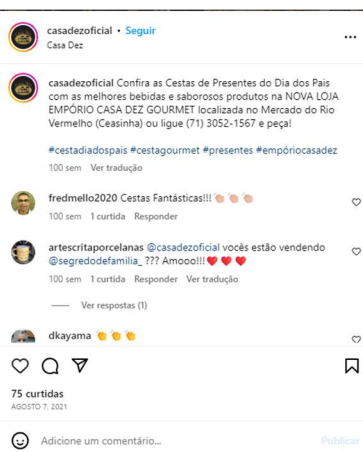 casadezoficial • Seguir
Casa Dez
casadezoficial Confira as Cestas de Presentes do Dia dos Pais
com as melhores bebidas e saborosos produtos na NOVA LOJA
EMPÓRIO CASA DEZ GOURMET localizada no Mercado do Rio
Vermelho (Ceasinha) ou ligue (71) 3052-1567 e peça!
#cestadiadospais #cestagourmet #presentes #empóriocasadez
100 sem Ver tradução
fredmello2020 Cestas Fantásticas!!! 👏🏻 👏🏻 👏🏻
100 sem 1 curtida Responder
artescritaporcelanas @casadezoficial vocês estão vendendo
@segredodefamilia_ ??? Amooo!!! ❤️ ❤️ ❤️
100 sem 1 curtida Responder Ver tradução
Ver respostas (1)
dkayama 👏 👏 👏
75 curtidas
AGOSTO 7, 2021
Adicione um comentário...
Publicar